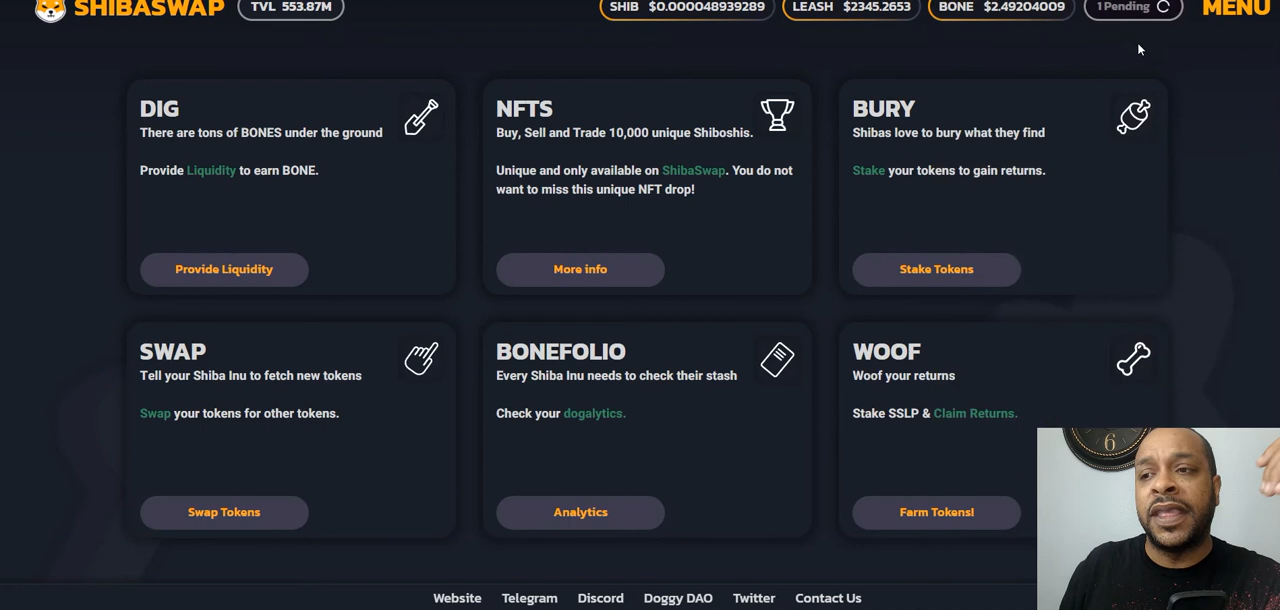 SHIBASWAP
TVL 553.87M
SHIB $0.000048939289
LEASH $2345.2653
BONE $2.49204009
1 Pending
MENU
DIG
There are tons of BONES under the ground
Provide Liquidity to earn BONE.
Provide Liquidity
NFTS
Buy, Sell and Trade 10,000 unique Shiboshis.
Unique and only available on ShibaSwap. You do not
want to miss this unique NFT drop!
More info
BURY
Shibas love to bury what they find
Stake your tokens to gain returns.
Stake Tokens
SWAP
Tell your Shiba Inu to fetch new tokens
Swap your tokens for other tokens.
Swap Tokens
BONEFOLIO
Every Shiba Inu needs to check their stash
Check your dogalytics.
Analytics
WOOF
Woof your returns
Stake SSLP & Claim Returns.
Farm Tokens!
6
Website
Telegram
Discord
Doggy DAO
Twitter
Contact Us